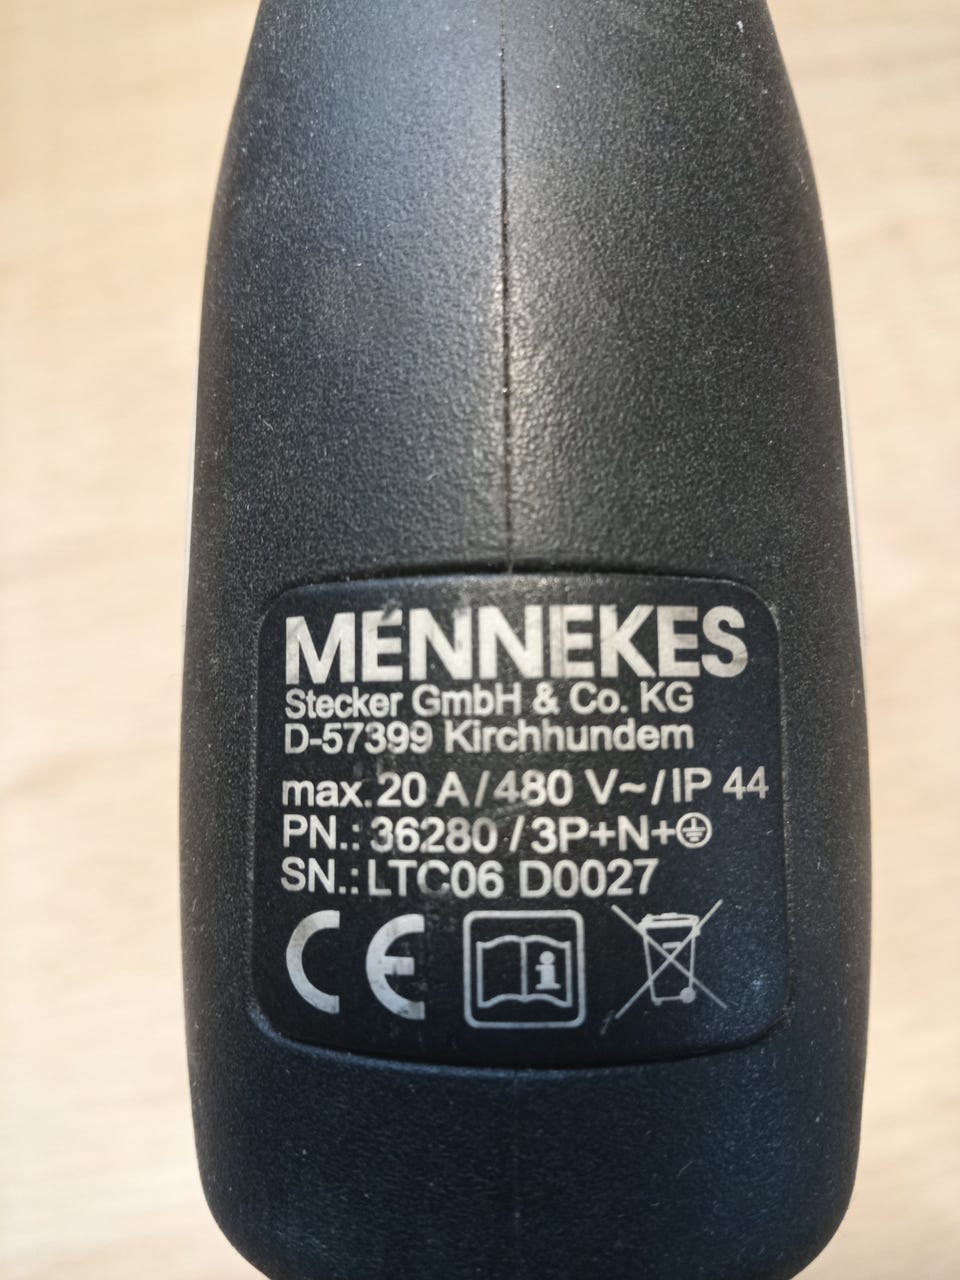 MENNEKES
Stecker GmbH & Co. KG
D-57399 Kirchhundem
max. 20 A / 480 V~ / IP 44
PN.: 36280 / 3P+N+⏚
SN.: LTC06 D0027
CE
i